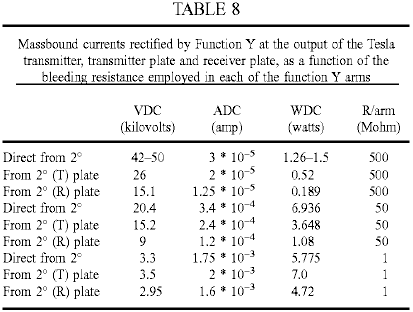 TABLE 8
Massbound currents rectified by Function Y at the output of the Tesla
transmitter, transmitter plate and receiver plate, as a function of the
bleeding resistance employed in each of the function Y arms
VDC ADC WDC R/arm
(kilovolts) (amp) (watts) (Mohm)
Direct from 2° 42–50 3 * 10⁻⁵ 1.26–1.5 500
From 2° (T) plate 26 2 * 10⁻⁵ 0.52 500
From 2° (R) plate 15.1 1.25 * 10⁻⁵ 0.189 500
Direct from 2° 20.4 3.4 * 10⁻⁴ 6.936 50
From 2° (T) plate 15.2 2.4 * 10⁻⁴ 3.648 50
From 2° (R) plate 9 1.2 * 10⁻⁴ 1.08 50
Direct from 2° 3.3 1.75 * 10⁻³ 5.775 1
From 2° (T) plate 3.5 2 * 10⁻³ 7.0 1
From 2° (R) plate 2.95 1.6 * 10⁻³ 4.72 1